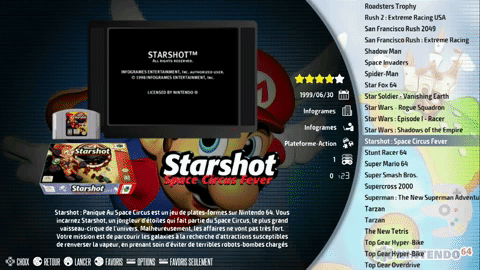 STARSHOT™
ALL RIGHTS RESERVED.
INFOGRAMES ENTERTAINMENT, INC. AUTHORIZED USER.
© 1998 INFOGRAMES ENTERTAINMENT, INC.
LICENSED BY NINTENDO ®
1999/06/30
Infogrames
Infogrames
Plateforme-Action
1
0
Starshot
Space Circus Fever
Starshot
Starshot : Panique Au Space Circus est un jeu de plates-formes sur Nintendo 64. Vous
incarnez Starshot, un jongleur d'étoiles qui fait partie du Space Circus, le plus grand
vaisseau-cirque de l'univers. Malheureusement, les affaires ne vont pas très fort.
Votre mission est de parcourir les galaxies à la recherche d'attractions susceptibles
de renverser la vapeur, en prenant soin d'éviter de terribles robots-bombes chargés
CHOIX
RETOUR
LANCER
FAVORIS
OPTIONS
FAVORIS SEULEMENT
Roadsters Trophy
Rush 2 : Extreme Racing USA
San Francisco Rush 2049
San Francisco Rush : Extreme Racing
Shadow Man
Space Invaders
Spider-Man
Star Fox 64
Star Soldier - Vanishing Earth
Star Wars - Rogue Squadron
Star Wars : Episode I - Racer
Star Wars : Shadows of the Empire
Starshot : Space Circus Fever
Stunt Racer 64
Super Mario 64
Super Smash Bros.
Supercross 2000
Superman : The New Superman Adventur
Tarzan
Tarzan
The New Tetris
Top Gear Hyper-Bike
Top Gear Hyper-Bike
Top Gear Overdrive
NINTENDO 64